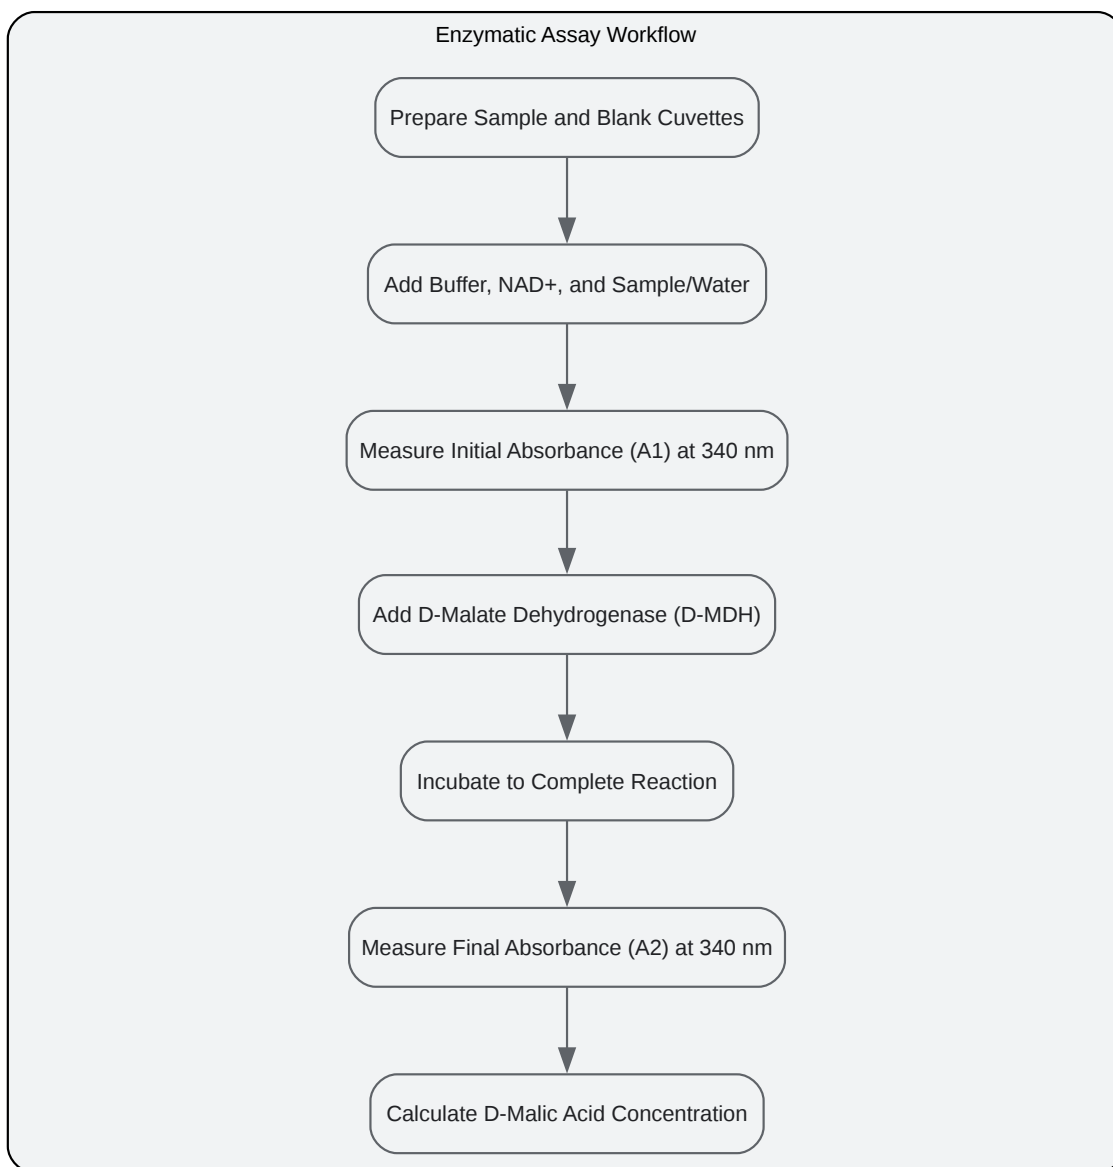 Enzymatic Assay Workflow
Prepare Sample and Blank Cuvettes
Add Buffer, NAD+, and Sample/Water
Measure Initial Absorbance (A1) at 340 nm
Add D-Malate Dehydrogenase (D-MDH)
Incubate to Complete Reaction
Measure Final Absorbance (A2) at 340 nm
Calculate D-Malic Acid Concentration